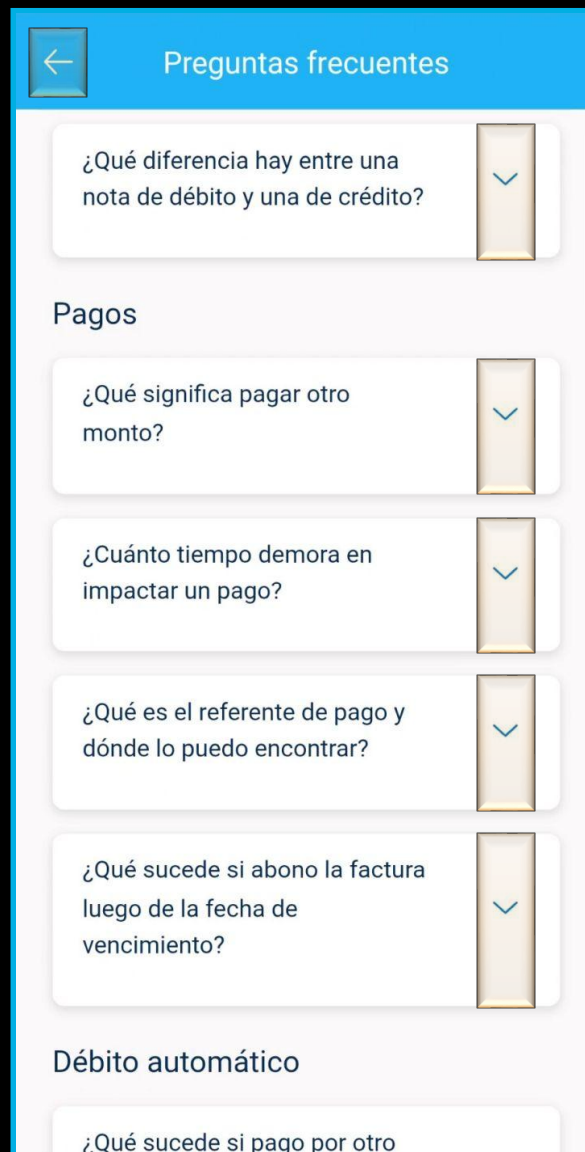 Preguntas frecuentes
¿Qué diferencia hay entre una
nota de débito y una de crédito?
Pagos
¿Qué significa pagar otro
monto?
¿Cuánto tiempo demora en
impactar un pago?
¿Qué es el referente de pago y
dónde lo puedo encontrar?
¿Qué sucede si abono la factura
luego de la fecha de
vencimiento?
Débito automático
¿Qué sucede si pago por otro